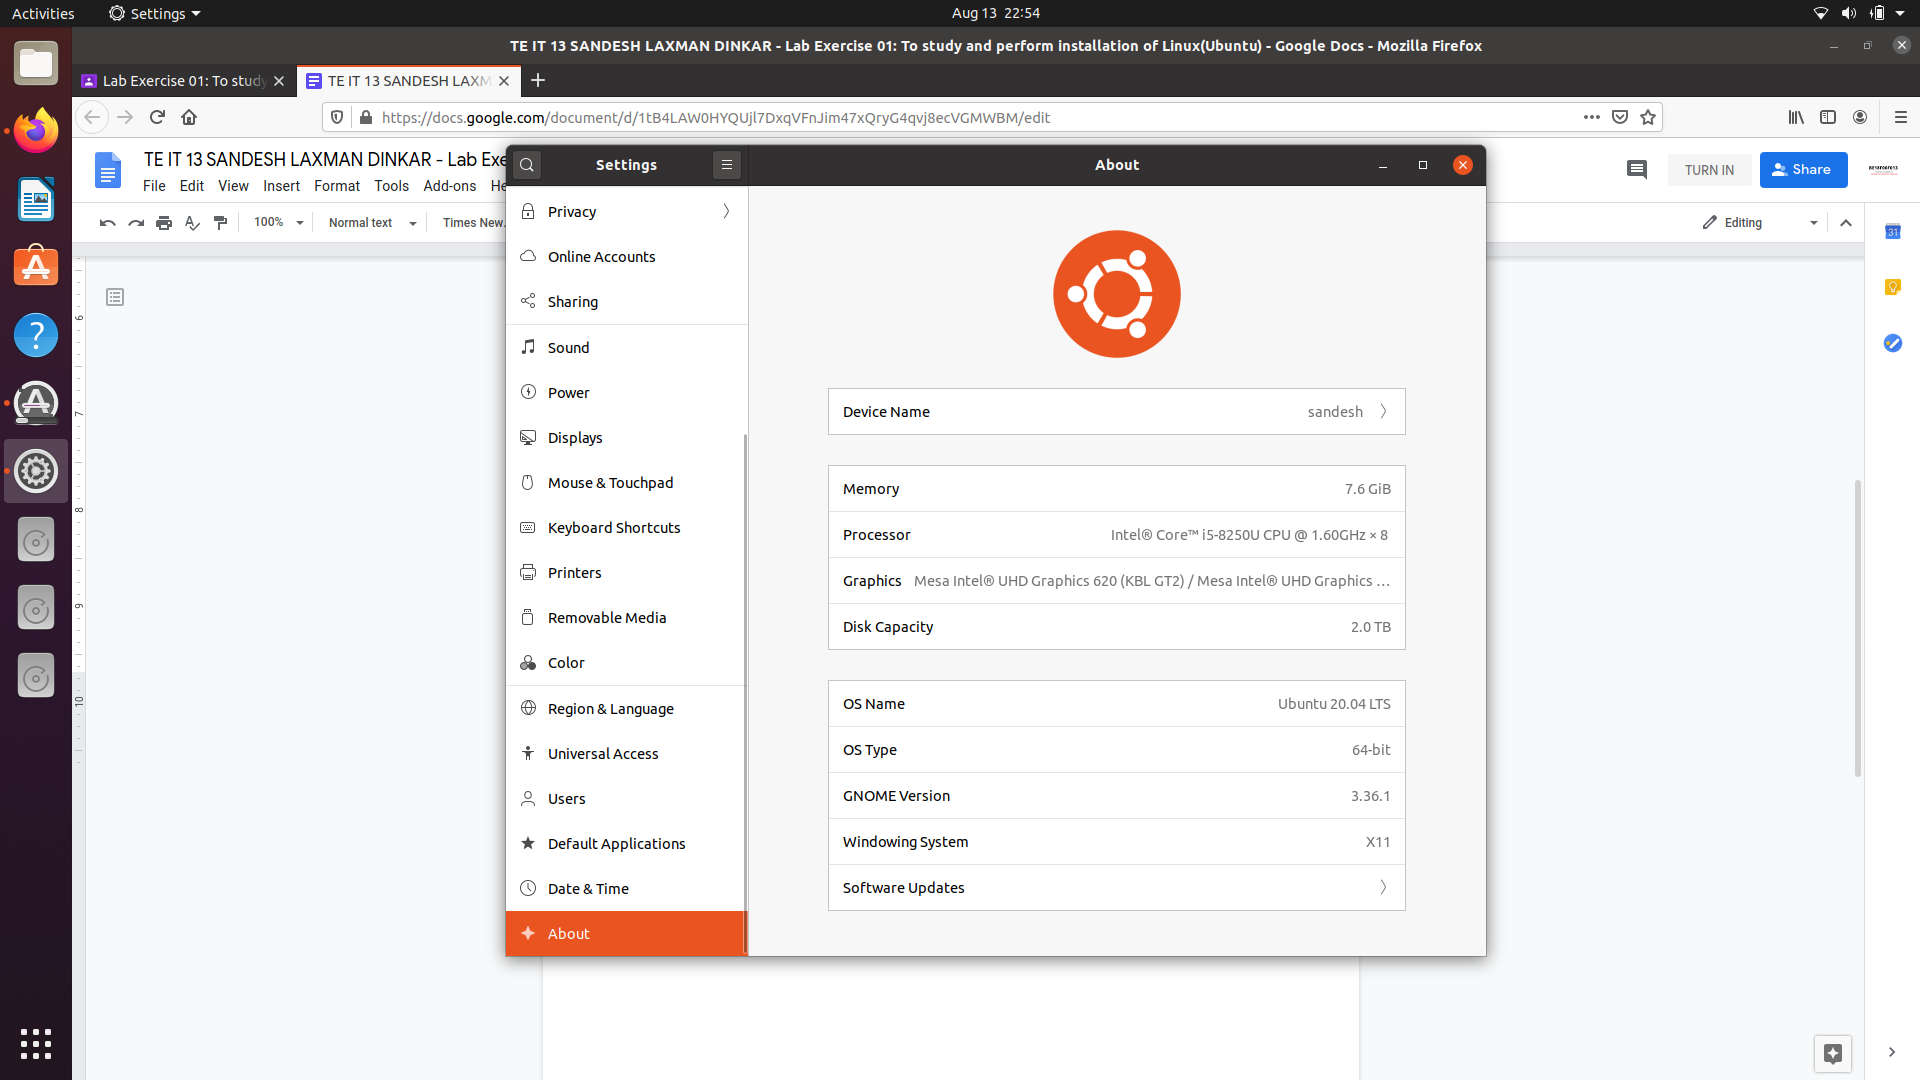 Activities
Settings
Aug 13 22:54
TE IT 13 SANDESH LAXMAN DINKAR - Lab Exercise 01: To study and perform installation of Linux(Ubuntu) - Google Docs - Mozilla Firefox
Lab Exercise 01: To study
TE IT 13 SANDESH LAXM
https://docs.google.com/document/d/1tB4LAW0HYQUjl7DxqVFnJim47xQryG4qvj8ecVGMWBM/edit
TE IT 13 SANDESH LAXMAN DINKAR - Lab Exe
File Edit View Insert Format Tools Add-ons He
TURN IN
Share
100%
Normal text
Times New...
Editing
31
6
7
8
9
10
Settings
About
Privacy
Online Accounts
Sharing
Sound
Power
Displays
Mouse & Touchpad
Keyboard Shortcuts
Printers
Removable Media
Color
Region & Language
Universal Access
Users
Default Applications
Date & Time
About
Device Name sandesh
Memory 7.6 GiB
Processor Intel® Core™ i5-8250U CPU @ 1.60GHz × 8
Graphics Mesa Intel® UHD Graphics 620 (KBL GT2) / Mesa Intel® UHD Graphics …
Disk Capacity 2.0 TB
OS Name Ubuntu 20.04 LTS
OS Type 64-bit
GNOME Version 3.36.1
Windowing System X11
Software Updates